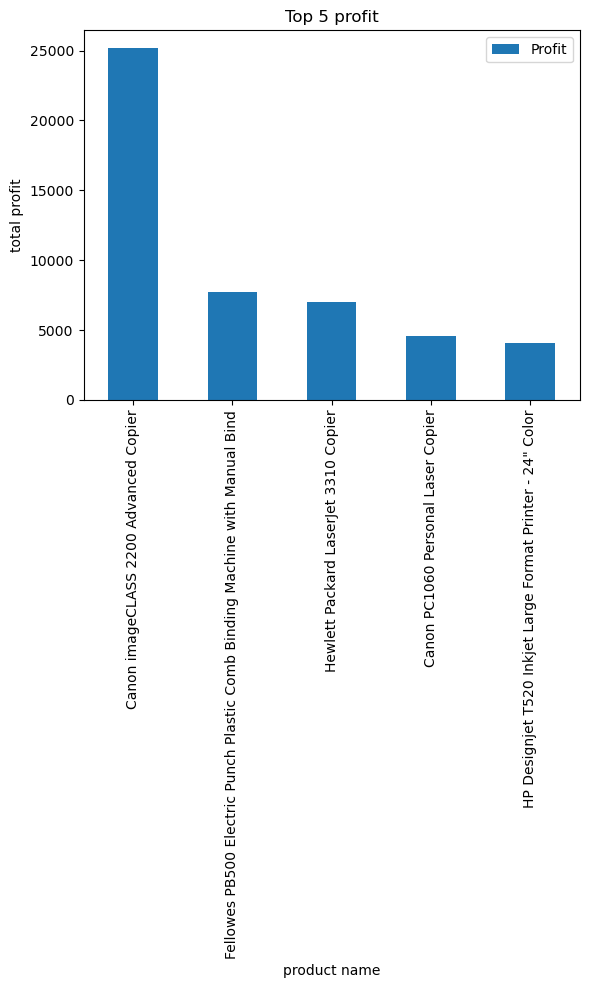 Top 5 profit
Profit
total profit
25000
20000
15000
10000
5000
0
Canon imageCLASS 2200 Advanced Copier
Fellowes PB500 Electric Punch Plastic Comb Binding Machine with Manual Bind
Hewlett Packard LaserJet 3310 Copier
Canon PC1060 Personal Laser Copier
HP Designjet T520 Inkjet Large Format Printer - 24" Color
product name